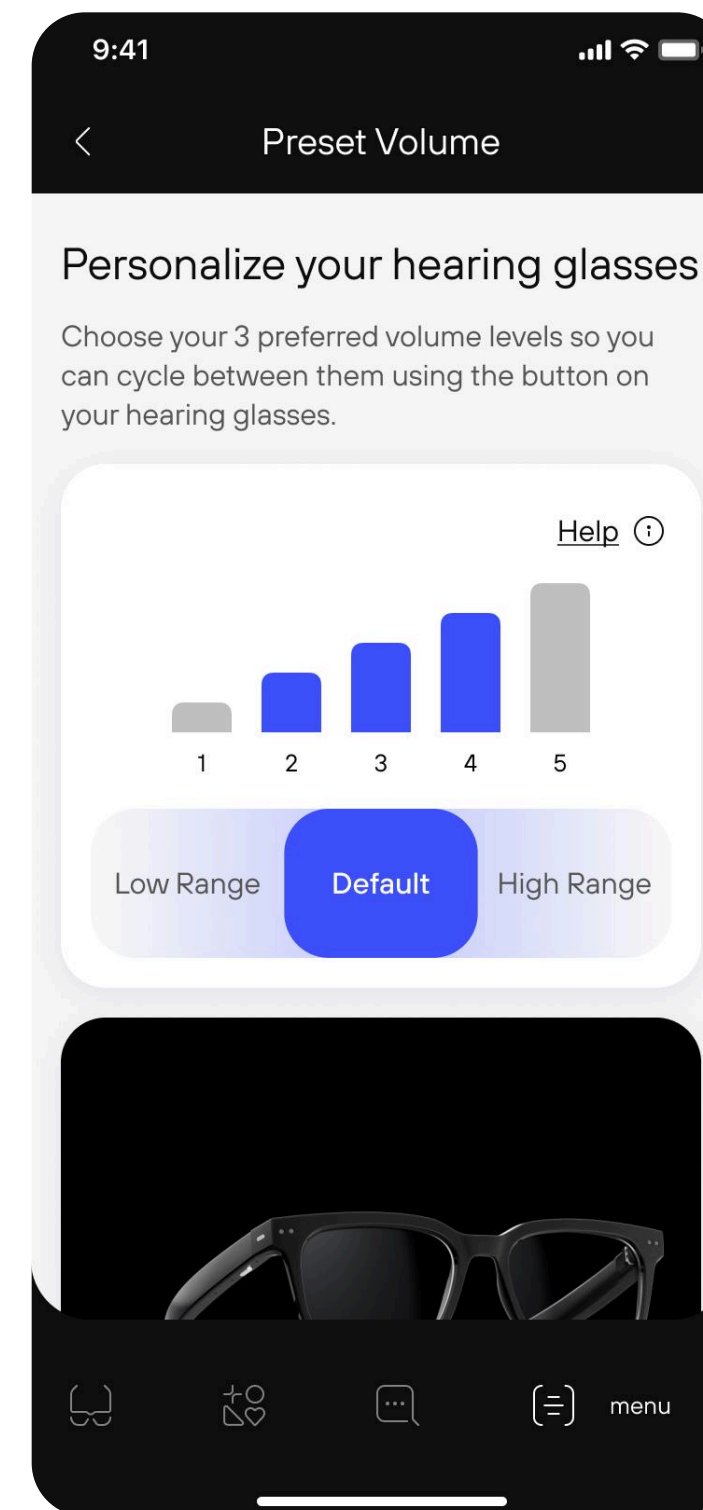 9:41
Preset Volume
Personalize your hearing glasses
Choose your 3 preferred volume levels so you
can cycle between them using the button on
your hearing glasses.
Help
1 2 3 4 5
Low Range Default High Range
menu